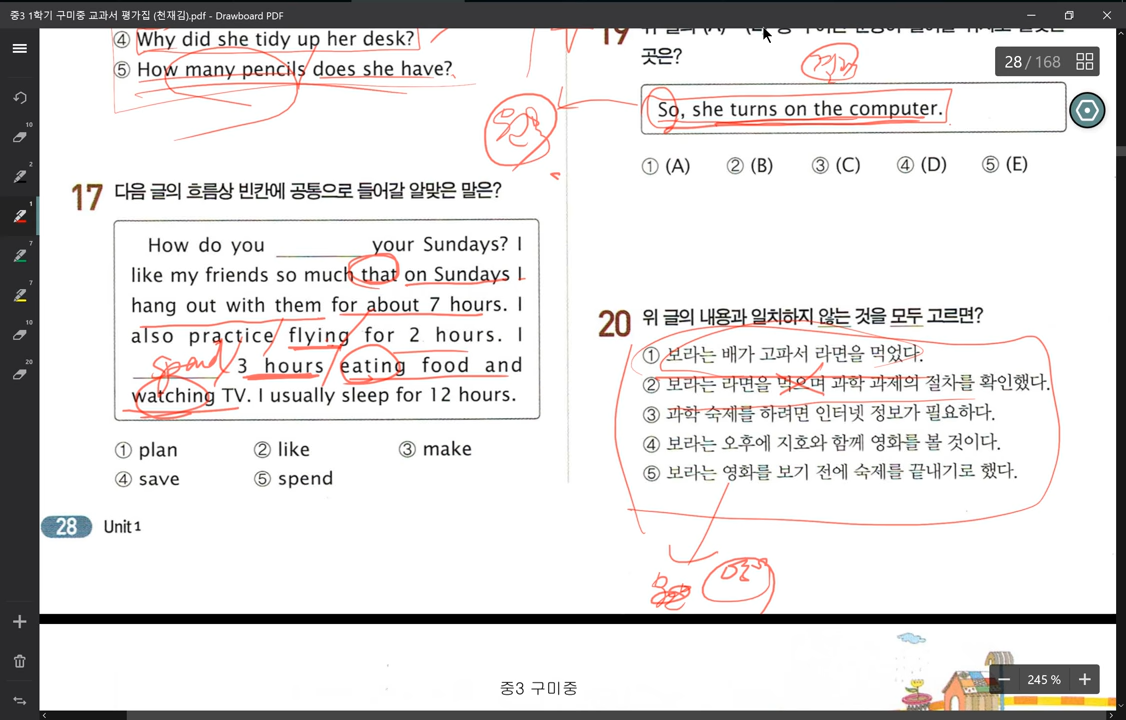 중3 1학기 구미중 교과서 평가집 (천재김).pdf - Drawboard PDF
28 / 168
④ Why did she tidy up her desk?
⑤ How many pencils does she have?
17 다음 글의 흐름상 빈칸에 공통으로 들어갈 알맞은 말은?
How do you ________ your Sundays? I
like my friends so much that on Sundays I
hang out with them for about 7 hours. I
also practice flying for 2 hours. I
spend 3 hours eating food and
watching TV. I usually sleep for 12 hours.
① plan ② like ③ make
④ save ⑤ spend
28 Unit 1
19
곳은?
결과
So, she turns on the computer.
① (A) ② (B) ③ (C) ④ (D) ⑤ (E)
20 위 글의 내용과 일치하지 않는 것을 모두 고르면?
① 보라는 배가 고파서 라면을 먹었다.
② 보라는 라면을 먹으며 과학 과제의 절차를 확인했다.
③ 과학 숙제를 하려면 인터넷 정보가 필요하다.
④ 보라는 오후에 지호와 함께 영화를 볼 것이다.
⑤ 보라는 영화를 보기 전에 숙제를 끝내기로 했다.
중3 구미중
245 %
10
2
1
7
7
10
20